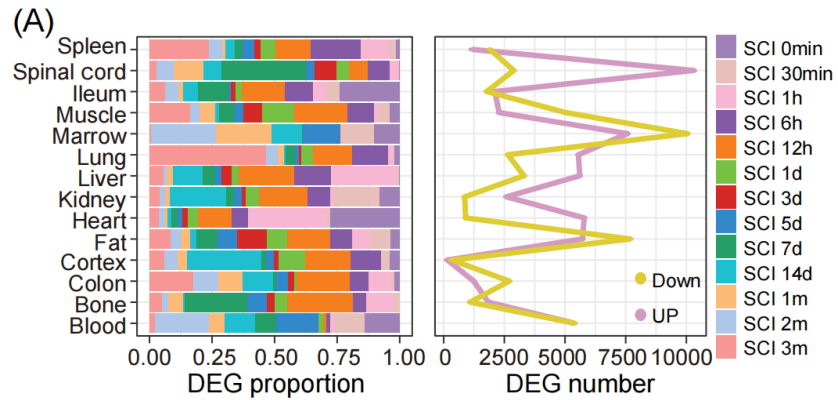 (A)
Spleen
Spinal cord
Ileum
Muscle
Marrow
Lung
Liver
Kidney
Heart
Fat
Cortex
Colon
Bone
Blood
0.00 0.25 0.50 0.75 1.00
DEG proportion
Down
UP
0 2500 5000 7500 10000
DEG number
SCI 0min
SCI 30min
SCI 1h
SCI 6h
SCI 12h
SCI 1d
SCI 3d
SCI 5d
SCI 7d
SCI 14d
SCI 1m
SCI 2m
SCI 3m